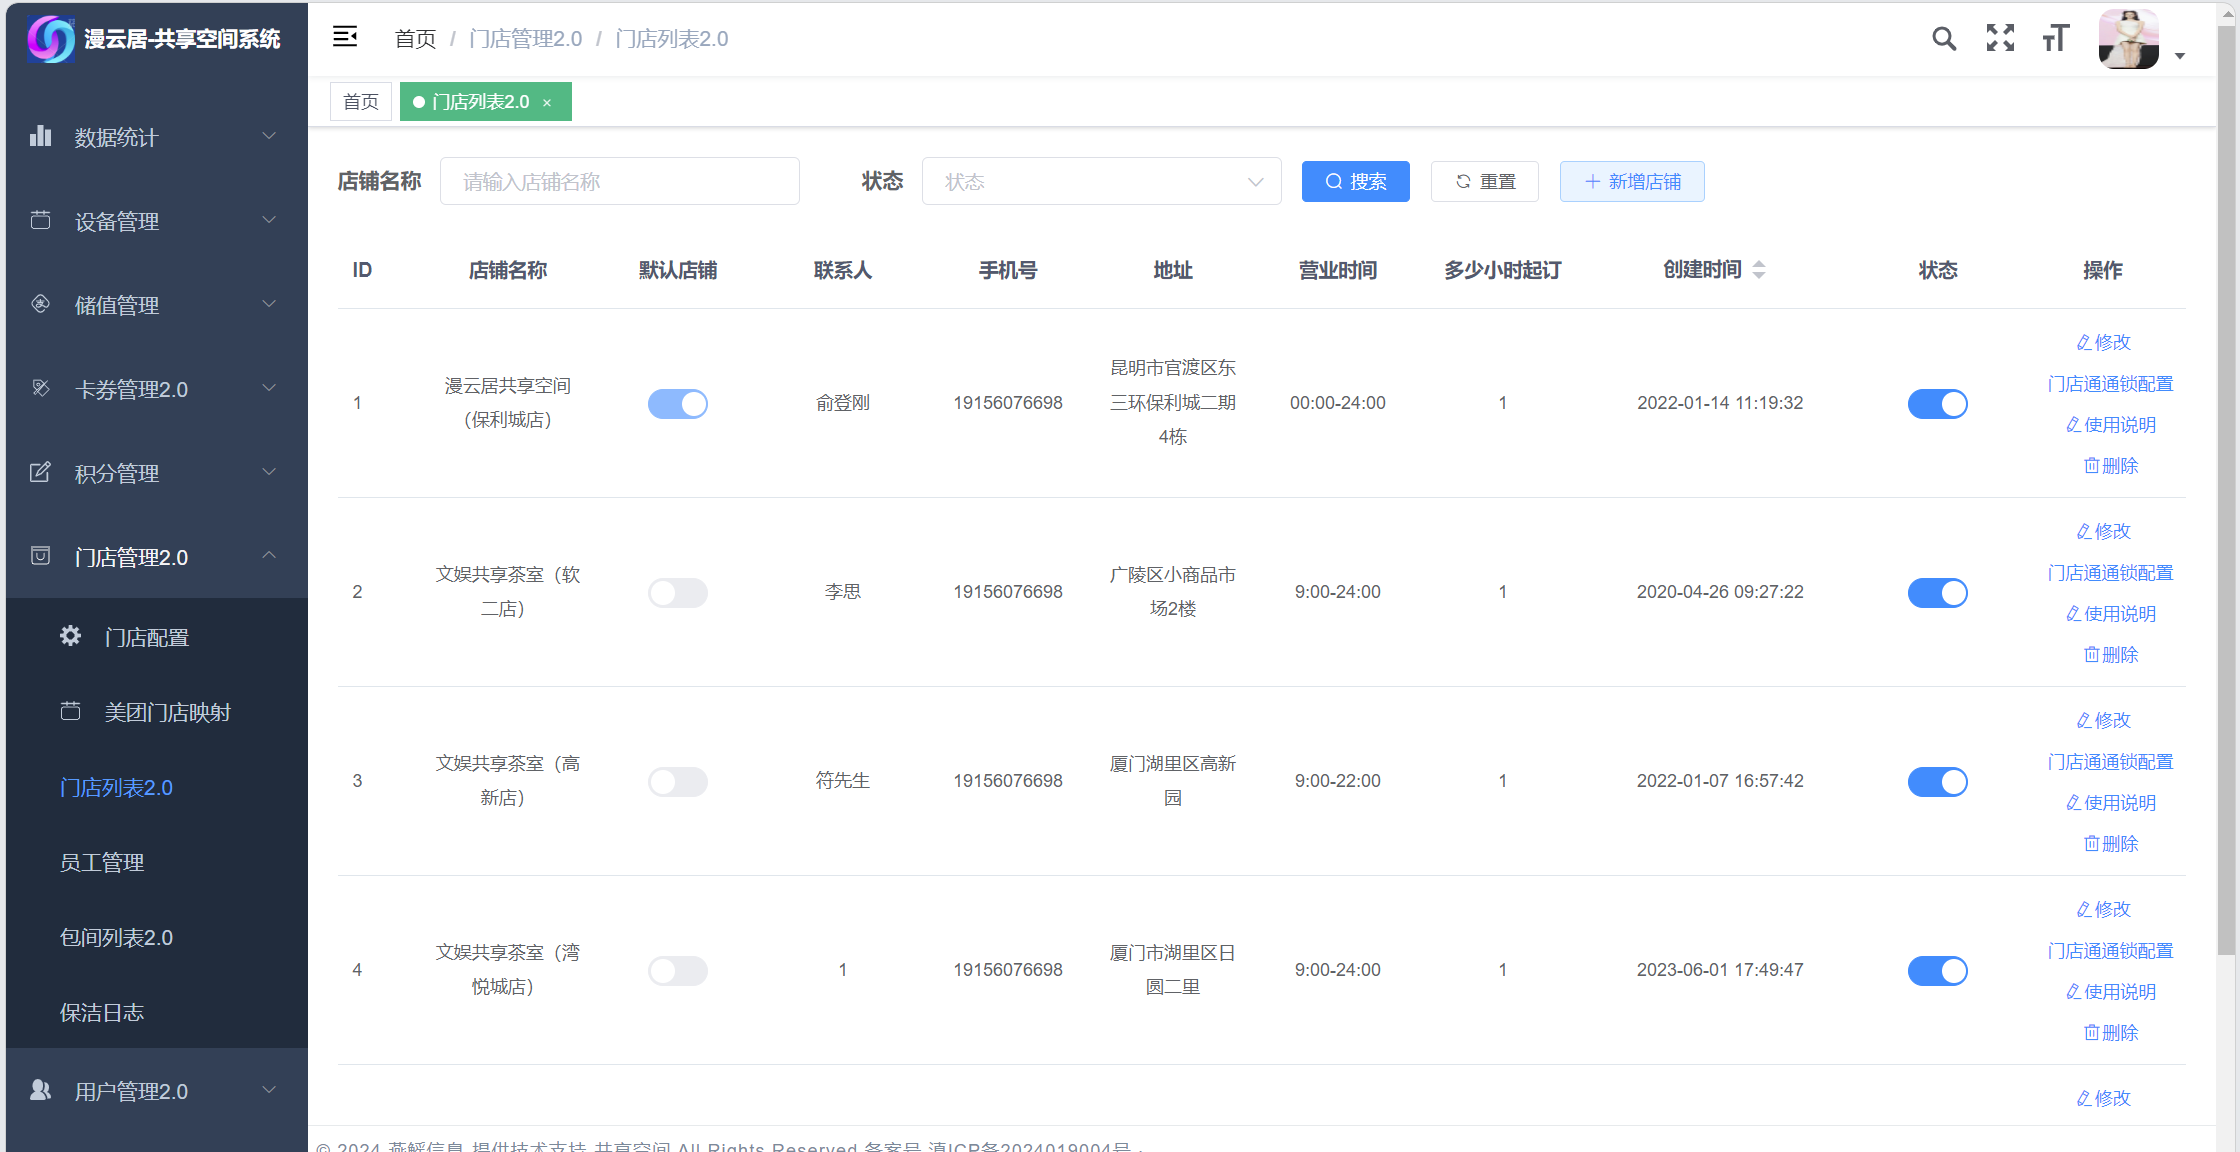 漫云居-共享空间系统
首页 / 门店管理2.0 / 门店列表2.0
首页
门店列表2.0 ×
数据统计
设备管理
储值管理
卡券管理2.0
积分管理
门店管理2.0
门店配置
美团门店映射
门店列表2.0
员工管理
包间列表2.0
保洁日志
用户管理2.0
店铺名称 请输入店铺名称 状态 状态 搜索 重置 新增店铺
ID 店铺名称 默认店铺 联系人 手机号 地址 营业时间 多少小时起订 创建时间 状态 操作
1
漫云居共享空间
（保利城店）
俞登刚
19156076698
昆明市官渡区东
三环保利城二期
4栋
00:00-24:00
1
2022-01-14 11:19:32
修改
门店通通锁配置
使用说明
删除
2
文娱共享茶室（软
二店）
李思
19156076698
广陵区小商品市
场2楼
9:00-24:00
1
2020-04-26 09:27:22
修改
门店通通锁配置
使用说明
删除
3
文娱共享茶室（高
新店）
符先生
19156076698
厦门湖里区高新
园
9:00-22:00
1
2022-01-07 16:57:42
修改
门店通通锁配置
使用说明
删除
4
文娱共享茶室（湾
悦城店）
1
19156076698
厦门市湖里区日
圆二里
9:00-24:00
1
2023-06-01 17:49:47
修改
门店通通锁配置
使用说明
删除
修改
© 2024 燕鲟信息 提供技术支持 共享空间 All Rights Reserved 备案号 滇ICP备2024019004号